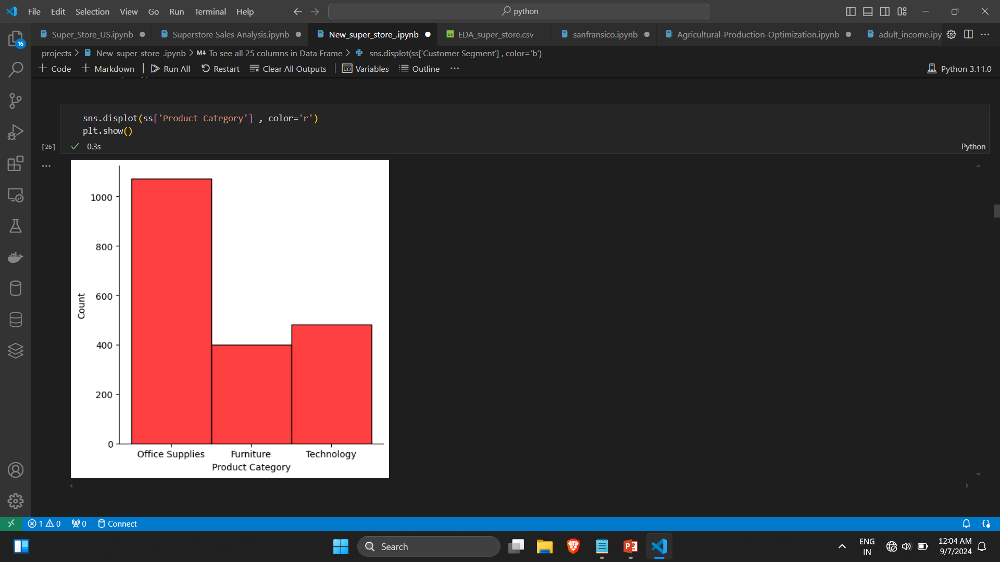 File Edit Selection View Go Run Terminal Help
python
Super_Store_US.ipynb
Superstore Sales Analysis.ipynb
New_super_store_.ipynb
EDA_super_store.csv
sanfransico.ipynb
Agricultural-Production-Optimization.ipynb
adult_income.ipy
16
projects > New_super_store_.ipynb > M↓ To see all 25 columns in Data Frame > sns.displot(ss['Customer Segment'] , color='b')
+ Code + Markdown | Run All Restart Clear All Outputs | Variables Outline ...
Python 3.11.0
sns.displot(ss['Product Category'] , color='r')
plt.show()
[26] ✓ 0.3s
Python
...
1000
800
600
400
200
0
Count
Office Supplies Furniture Technology
Product Category
1 0 0 Connect
Search
ENG
IN
12:04 AM
9/7/2024